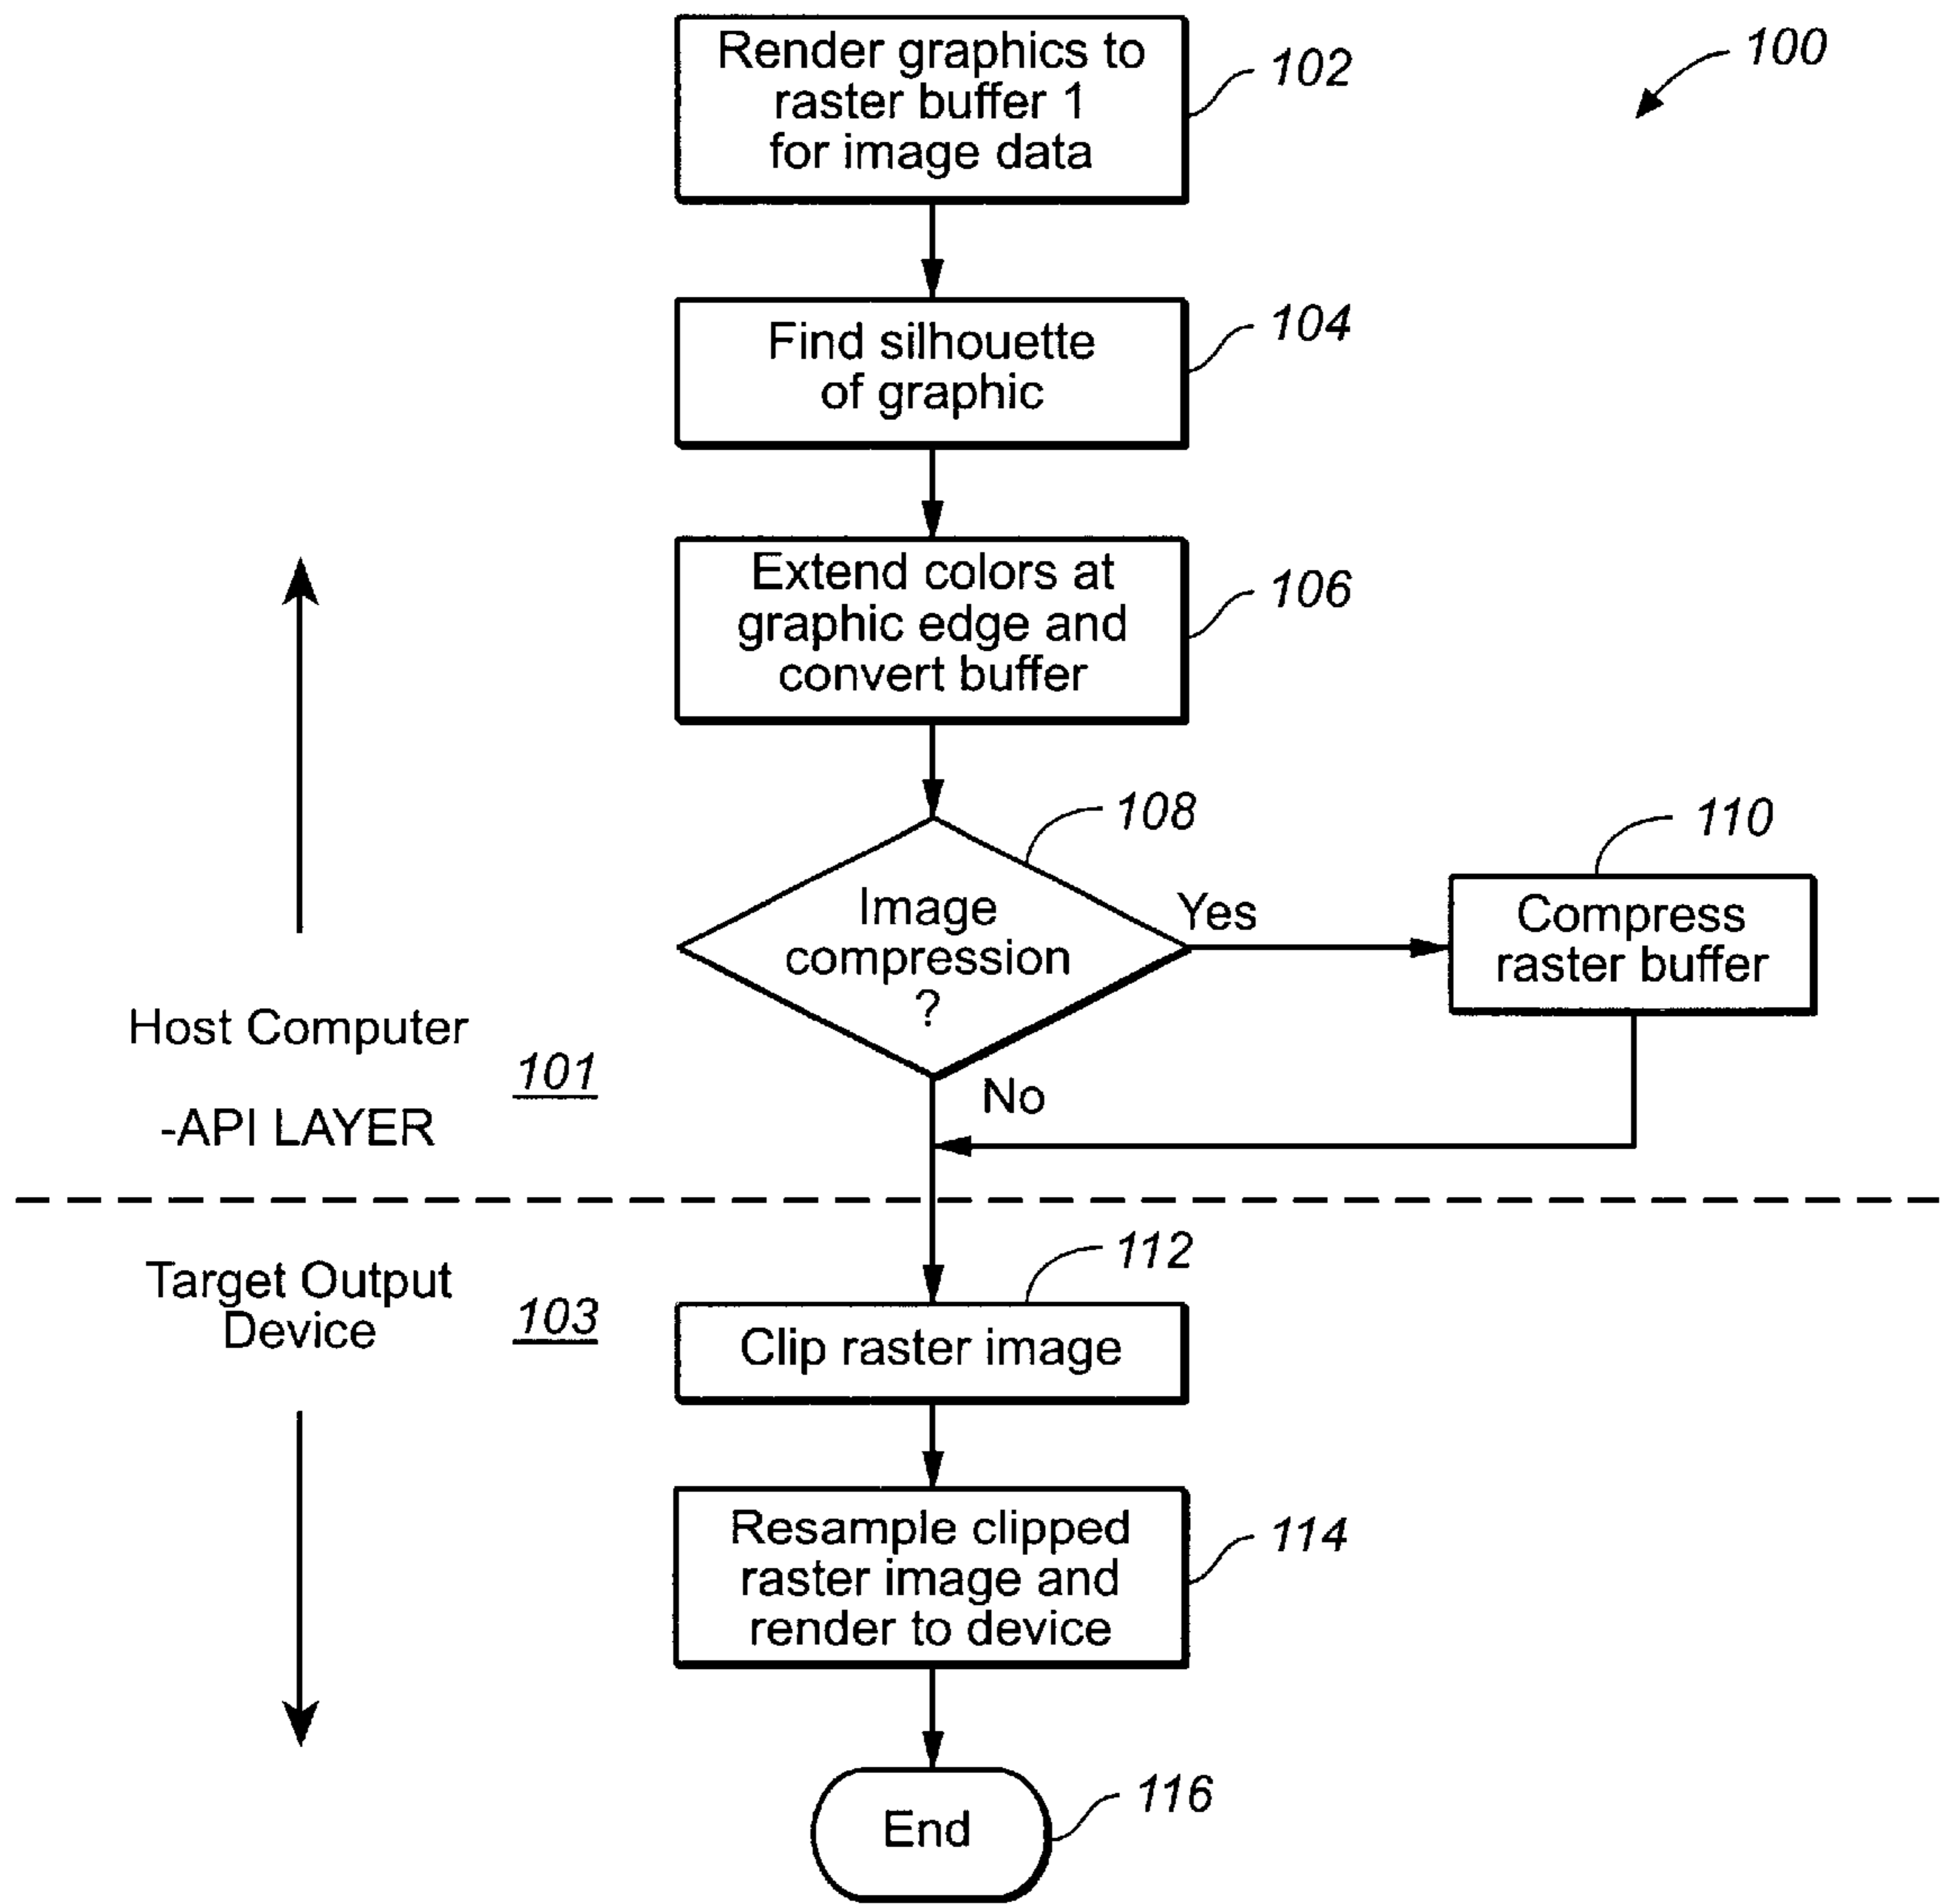 Render graphics to
raster buffer 1
for image data
102
100
Find silhouette
of graphic
104
Extend colors at
graphic edge and
convert buffer
106
108
110
Image
compression
?
Yes
Compress
raster buffer
No
Host Computer
-API LAYER
101
Target Output
Device
103
112
Clip raster image
Resample clipped
raster image and
render to device
114
End
116